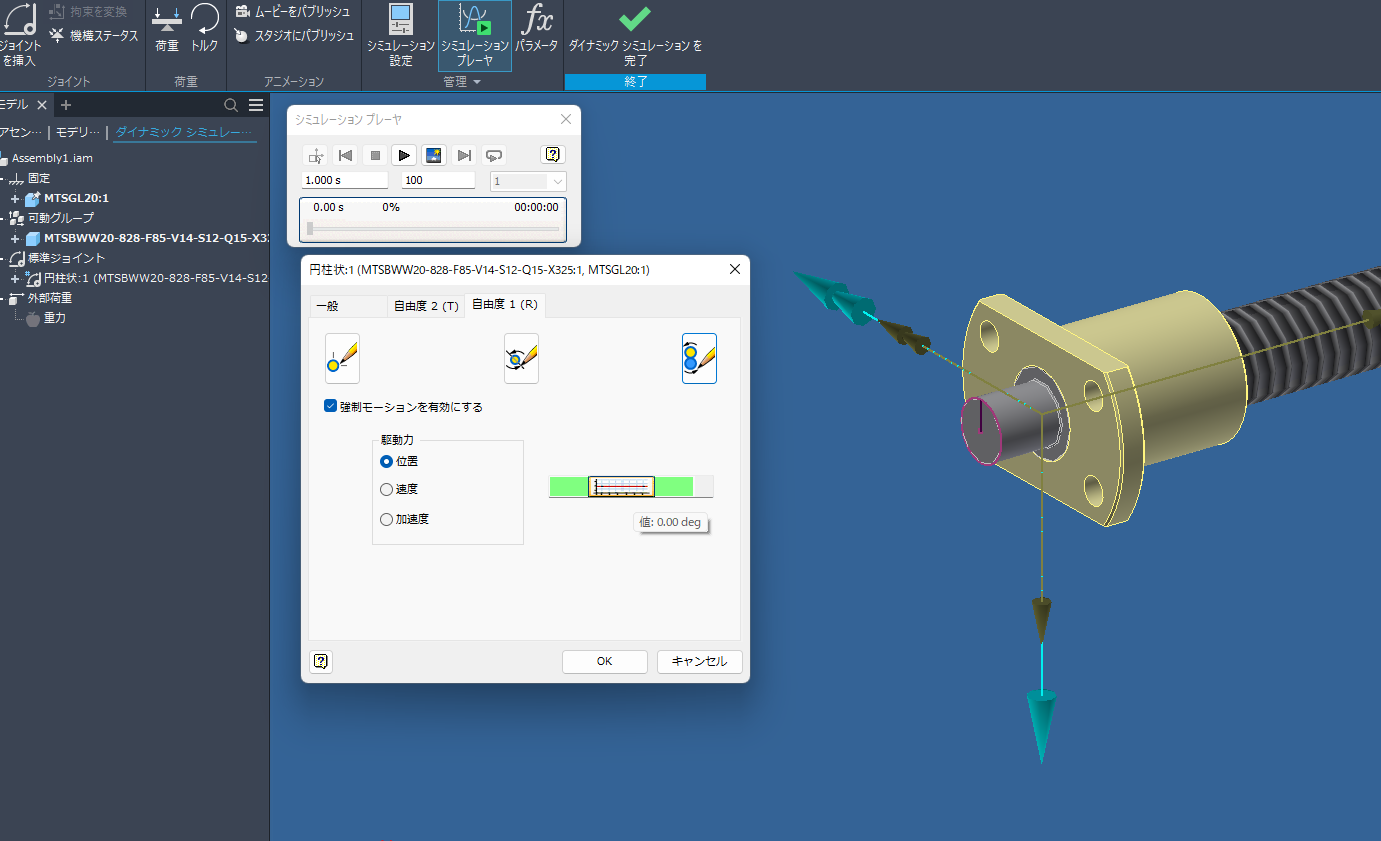 ジョイント
を挿入
拘束を変換
機構ステータス
ジョイント
荷重
トルク
荷重
ムービーをパブリッシュ
スタジオにパブリッシュ
アニメーション
シミュレーション
設定
シミュレーション
プレーヤ
fx
パラメータ
管理
ダイナミック シミュレーションを
完了
終了
モデル
アセン… モデリ… ダイナミック シミュレー…
Assembly1.iam
固定
MTSGL20:1
可動グループ
MTSBWW20-828-F85-V14-S12-Q15-X32
標準ジョイント
円柱状:1 (MTSBWW20-828-F85-V14-S12
外部荷重
重力
シミュレーション プレーヤ
1.000 s
100
1
0.00 s
0%
00:00:00
円柱状:1 (MTSBWW20-828-F85-V14-S12-Q15-X325:1, MTSGL20:1)
一般
自由度 2 (T)
自由度 1 (R)
強制モーションを有効にする
駆動力
位置
速度
加速度
値: 0.00 deg
OK
キャンセル